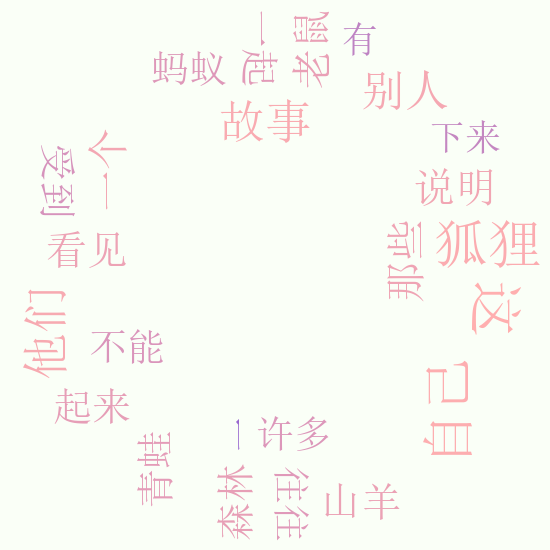 老鼠
一起
有
蚂蚁
别人
故事
下来
受到
一个
说明
那些
狐狸
看见
这
他们
不能
自己
起来
一
许多
青蛙
森林
往往
山羊